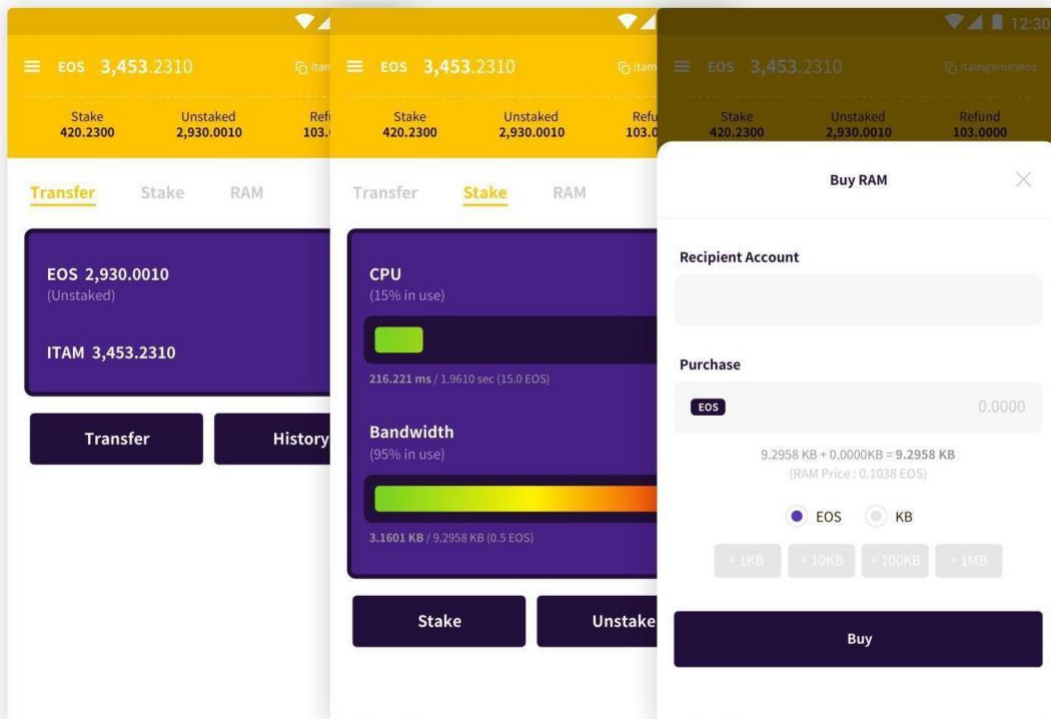 EOS 3,453.2310
Stake Unstaked
420.2300 2,930.0010 103.
Transfer Stake RAM
EOS 2,930.0010
(Unstaked)
ITAM 3,453.2310
Transfer History
EOS 3,453.2310
Stake Unstaked
420.2300 2,930.0010 103.0
Transfer Stake RAM
CPU
(15% in use)
216.221 ms / 1.9610 sec (15.0 EOS)
Bandwidth
(95% in use)
3.1601 KB / 9.2958 KB (0.5 EOS)
Stake Unstake
12:30
EOS 3,453.2310 itamgameseos
Stake Unstaked Refund
420.2300 2,930.0010 103.0000
Buy RAM
Recipient Account
Purchase
EOS 0.0000
9.2958 KB + 0.0000KB = 9.2958 KB
(RAM Price : 0.1038 EOS)
EOS KB
+ 1KB + 10KB + 100KB + 1MB
Buy